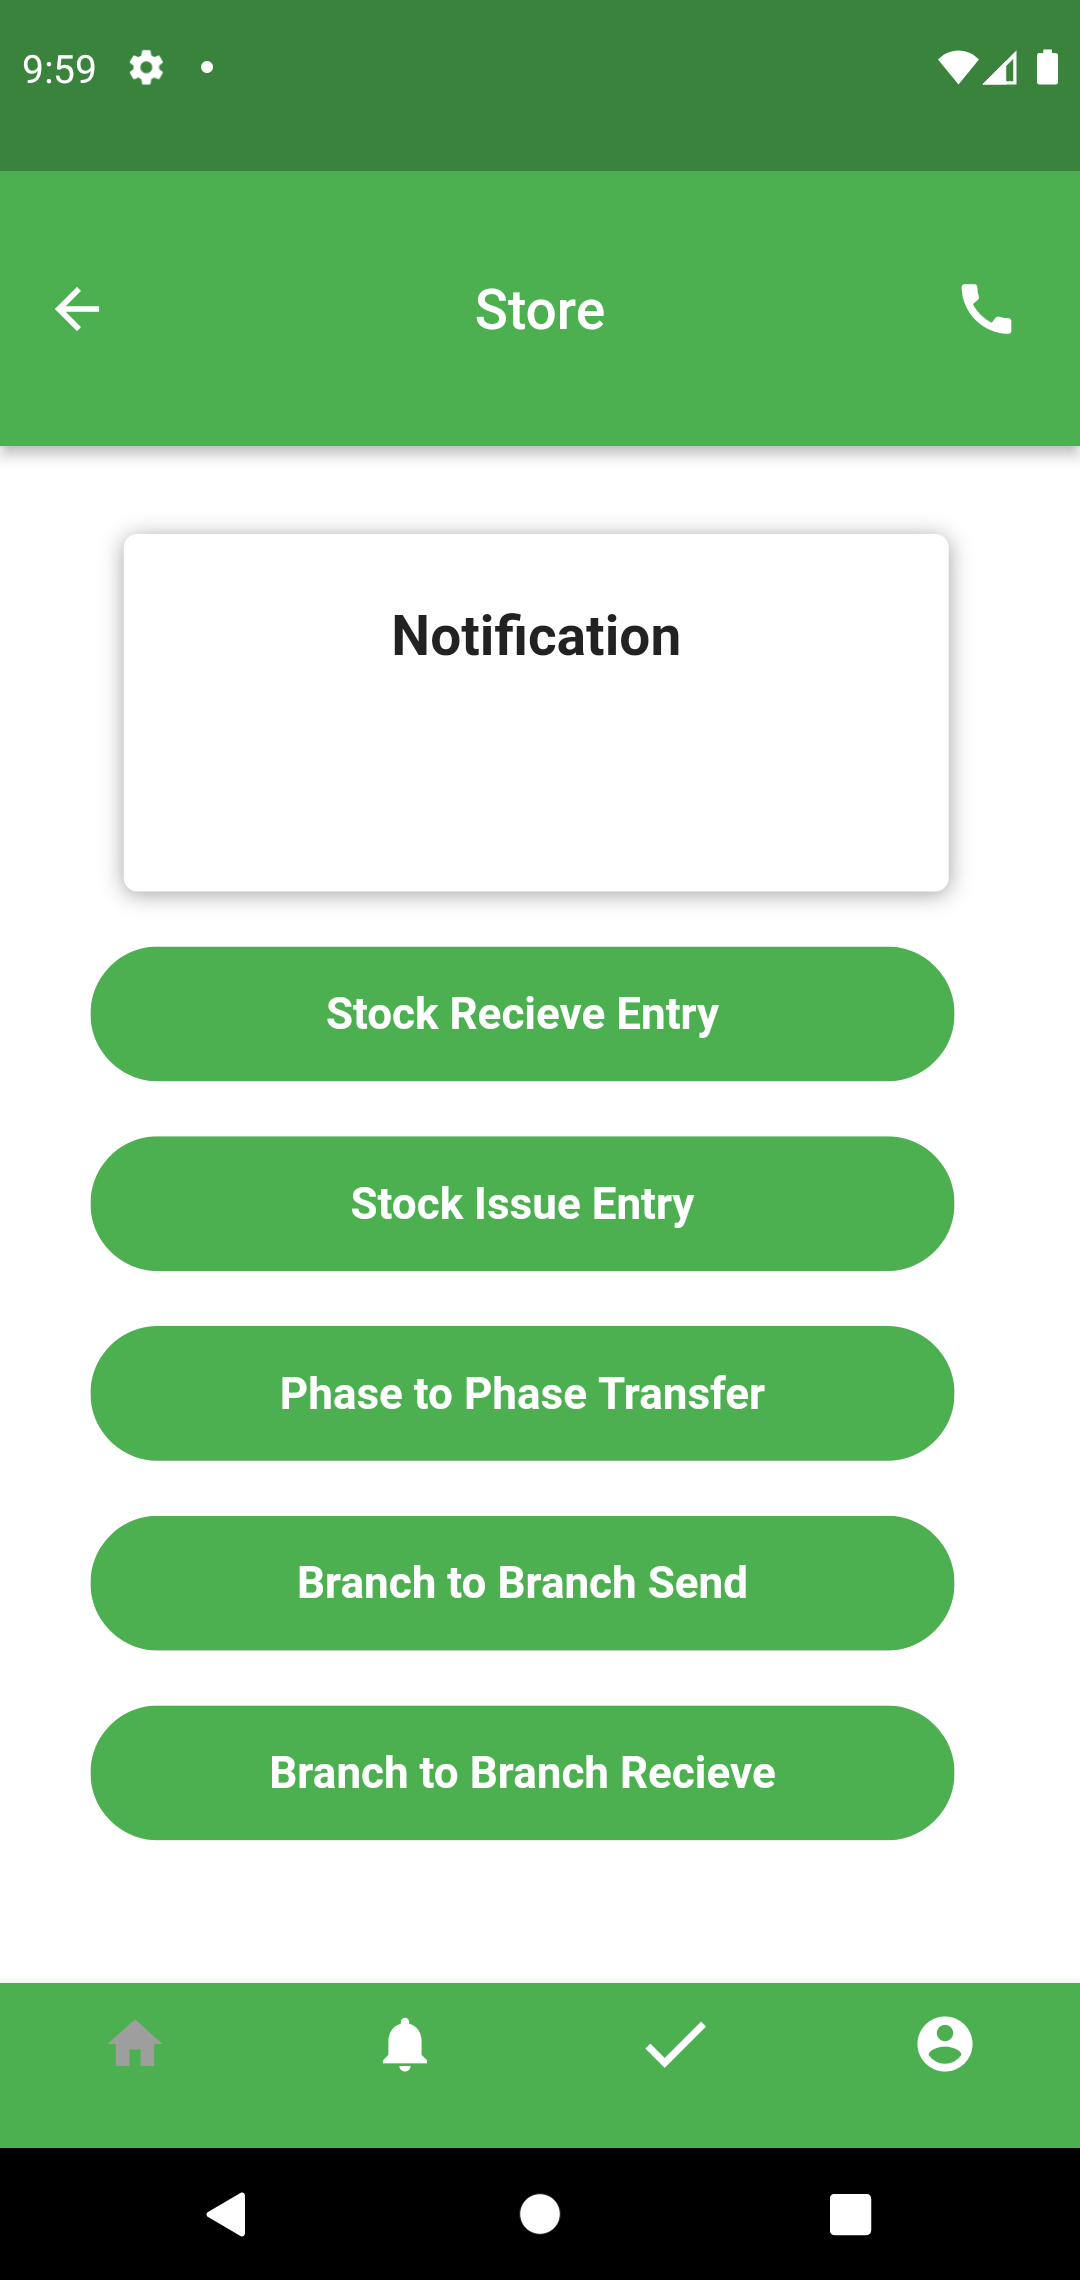 9:59
Store
Notification
Stock Recieve Entry
Stock Issue Entry
Phase to Phase Transfer
Branch to Branch Send
Branch to Branch Recieve